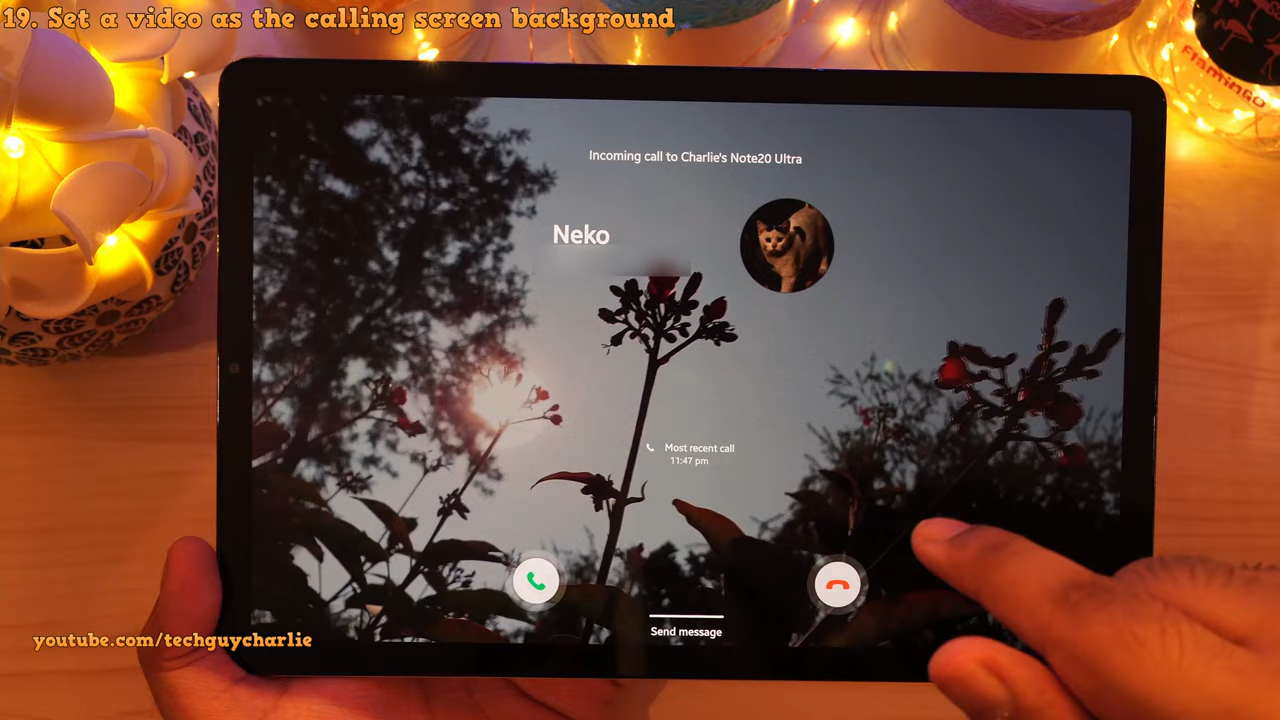 19. Set a video as the calling screen background
Flamingo
Incoming call to Charlie's Note20 Ultra
Neko
Most recent call
11:47 pm
Send message
youtube.com/techguycharlie